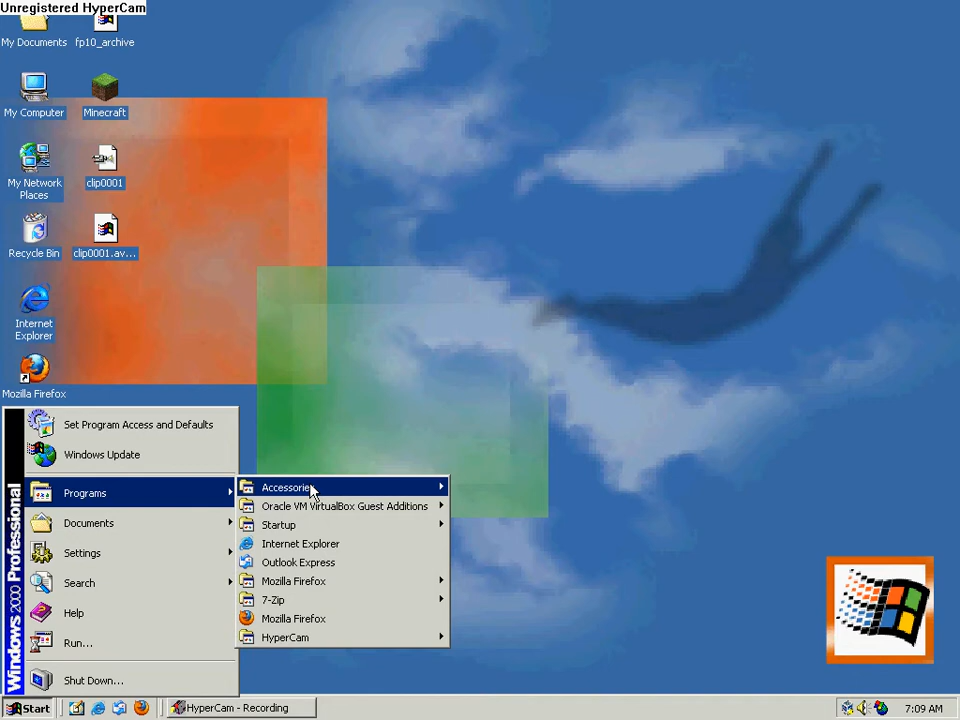 Unregistered HyperCam
My Documents
fp10_archive
My Computer
Minecraft
My Network
Places
clip0001
Recycle Bin
clip0001.av...
Internet
Explorer
Mozilla Firefox
Windows 2000 Professional
Set Program Access and Defaults
Windows Update
Programs
Documents
Settings
Search
Help
Run...
Shut Down...
Accessories
Oracle VM VirtualBox Guest Additions
Startup
Internet Explorer
Outlook Express
Mozilla Firefox
7-Zip
Mozilla Firefox
HyperCam
Start
HyperCam - Recording
7:09 AM